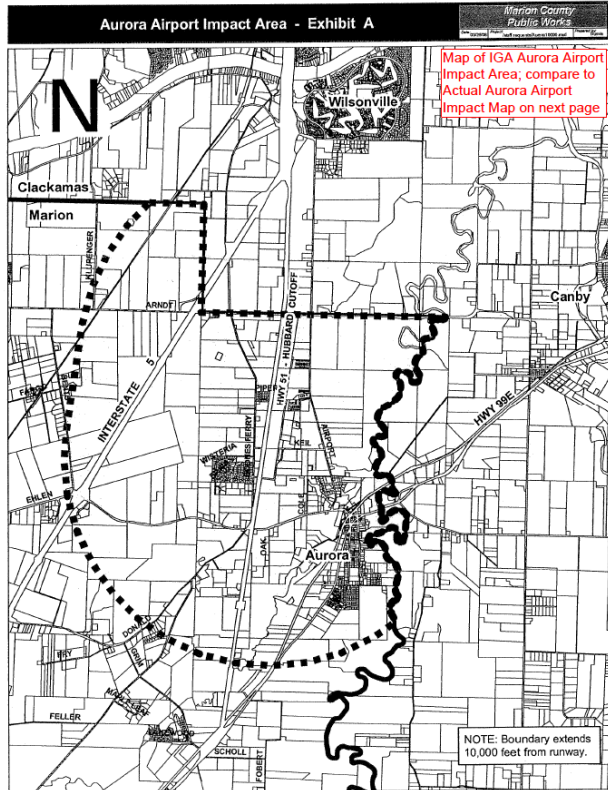 Aurora Airport Impact Area - Exhibit A
Marion County
Public Works
Map of IGA Aurora Airport
Impact Area; compare to
Actual Aurora Airport
Impact Map on next page
N
Wilsonville
Clackamas
Marion
Canby
ARNDT
INTERSTATE 5
HWY 51 - HUBBARD CUTOFF
HWY 99E
PIPER
AIRPORT
KEIL
WISTERIA
EHLEN
COLE
OAK
Aurora
DONALD
GRIM
FRY
FELLER
SCHOLL
FOBERT
NOTE: Boundary extends
10,000 feet from runway.